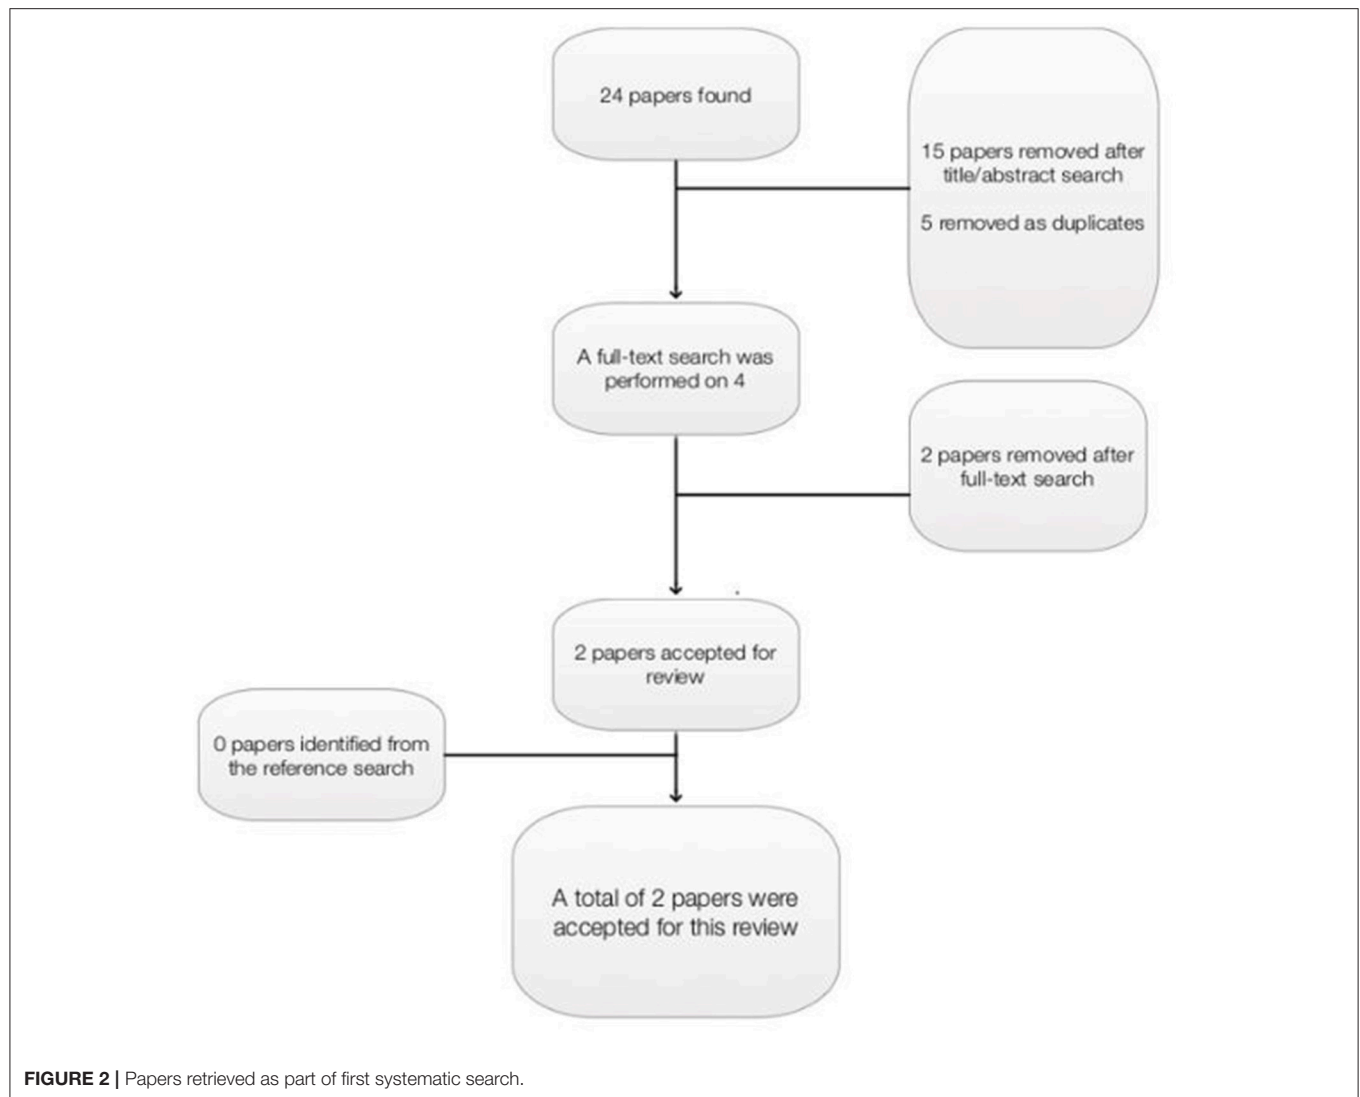 24 papers found
15 papers removed after
title/abstract search
5 removed as duplicates
A full-text search was
performed on 4
2 papers removed after
full-text search
2 papers accepted for
review
0 papers identified from
the reference search
A total of 2 papers were
accepted for this review
FIGURE 2 | Papers retrieved as part of first systematic search.